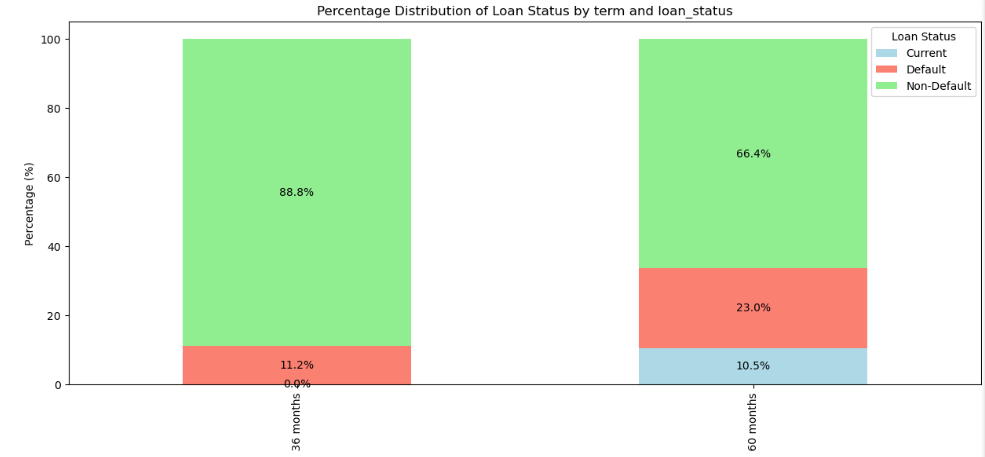 Percentage Distribution of Loan Status by term and loan_status
Loan Status
Current
Default
Non-Default
Percentage (%)
100
80
60
40
20
0
88.8%
11.2%
0.0%
66.4%
23.0%
10.5%
36 months
60 months